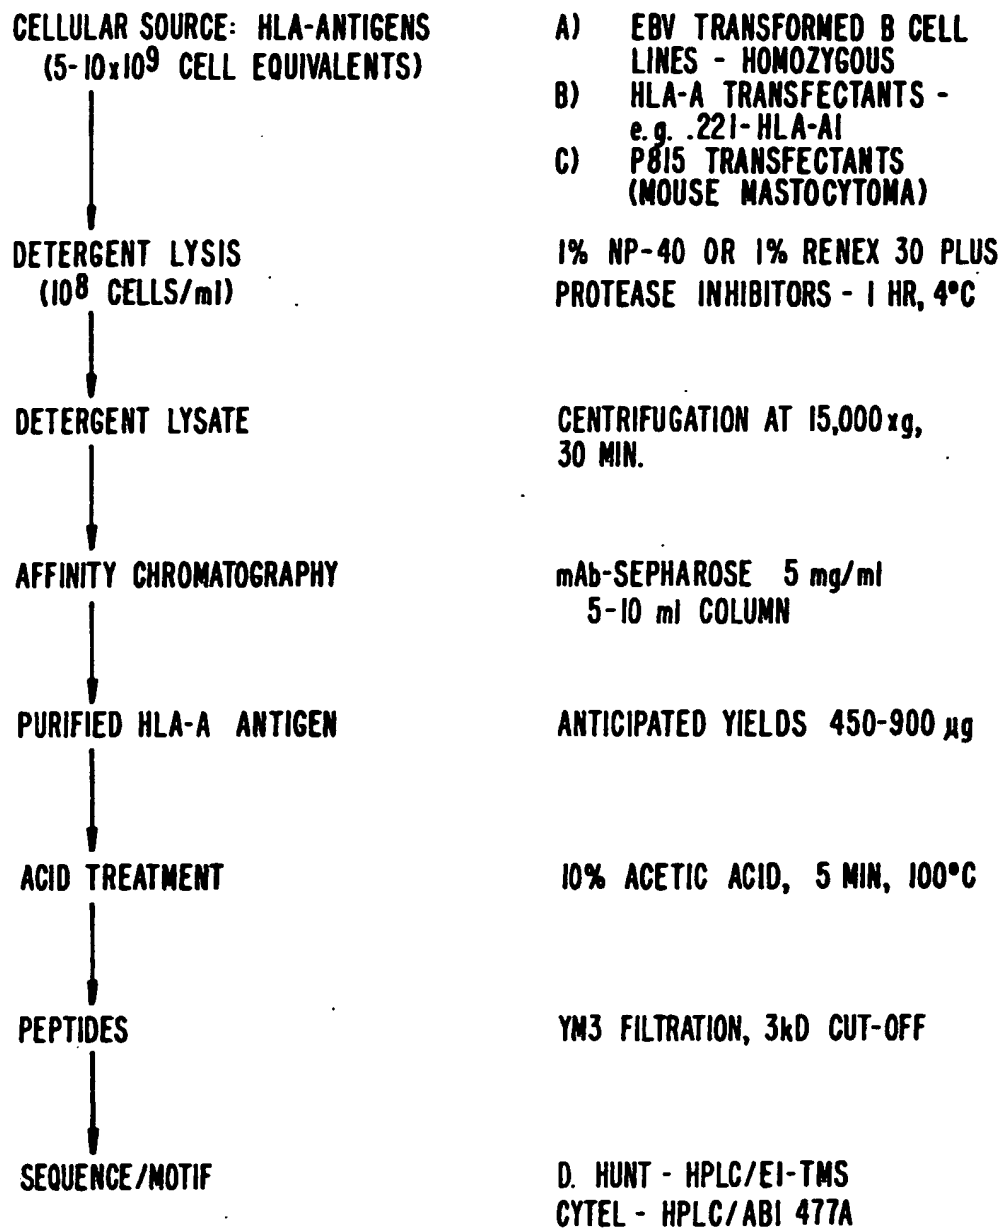 CELLULAR SOURCE: HLA-ANTIGENS
(5-10x10⁹ CELL EQUIVALENTS)
A) EBV TRANSFORMED B CELL
LINES - HOMOZYGOUS
B) HLA-A TRANSFECTANTS -
e.g. .221-HLA-A1
C) P815 TRANSFECTANTS
(MOUSE MASTOCYTOMA)
DETERGENT LYSIS
(10⁸ CELLS/ml)
1% NP-40 OR 1% RENEX 30 PLUS
PROTEASE INHIBITORS - 1 HR, 4°C
DETERGENT LYSATE
CENTRIFUGATION AT 15,000xg,
30 MIN.
AFFINITY CHROMATOGRAPHY
mAb-SEPHAROSE 5 mg/ml
5-10 ml COLUMN
PURIFIED HLA-A ANTIGEN
ANTICIPATED YIELDS 450-900 µg
ACID TREATMENT
10% ACETIC ACID, 5 MIN, 100°C
PEPTIDES
YM3 FILTRATION, 3kD CUT-OFF
SEQUENCE/MOTIF
D. HUNT - HPLC/EI-TMS
CYTEL - HPLC/ABI 477A